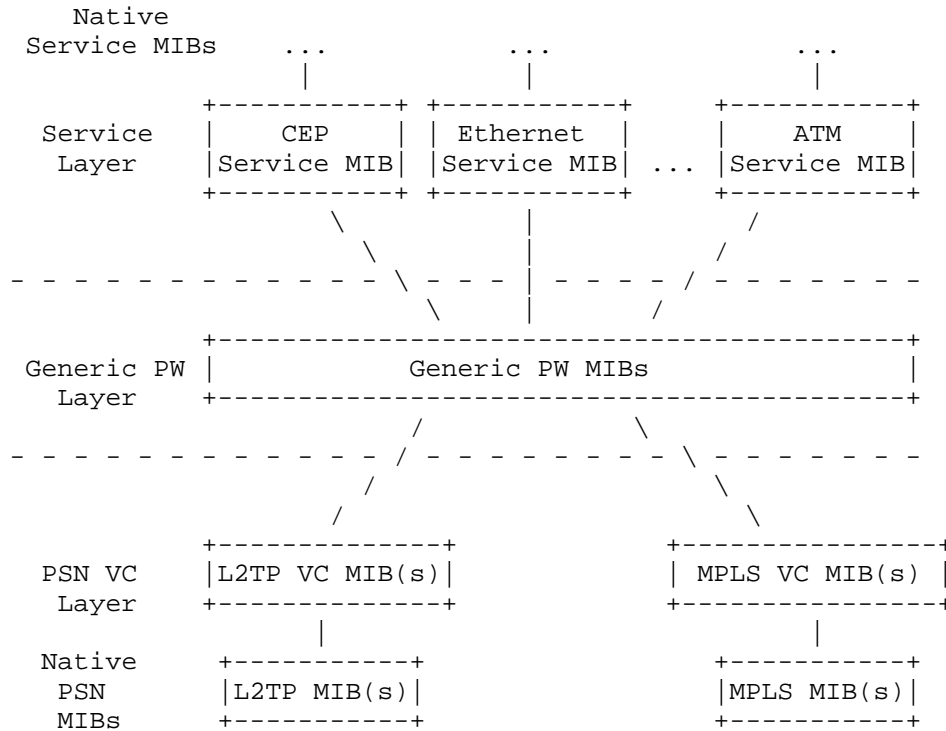 Native
Service MIBs ... ... ...
Service CEP Ethernet ATM
Layer Service MIB Service MIB ... Service MIB
Generic PW Generic PW MIBs
Layer
PSN VC L2TP VC MIB(s) MPLS VC MIB(s)
Layer
Native
PSN L2TP MIB(s) MPLS MIB(s)
MIBs